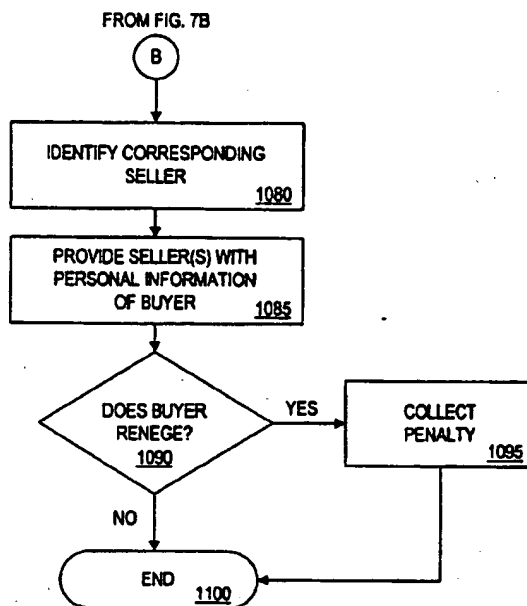 FROM FIG. 7B
B
IDENTIFY CORRESPONDING
SELLER
1080
PROVIDE SELLER(S) WITH
PERSONAL INFORMATION
OF BUYER
1085
DOES BUYER
RENEGE?
1090
YES
COLLECT
PENALTY
1095
NO
END
1100